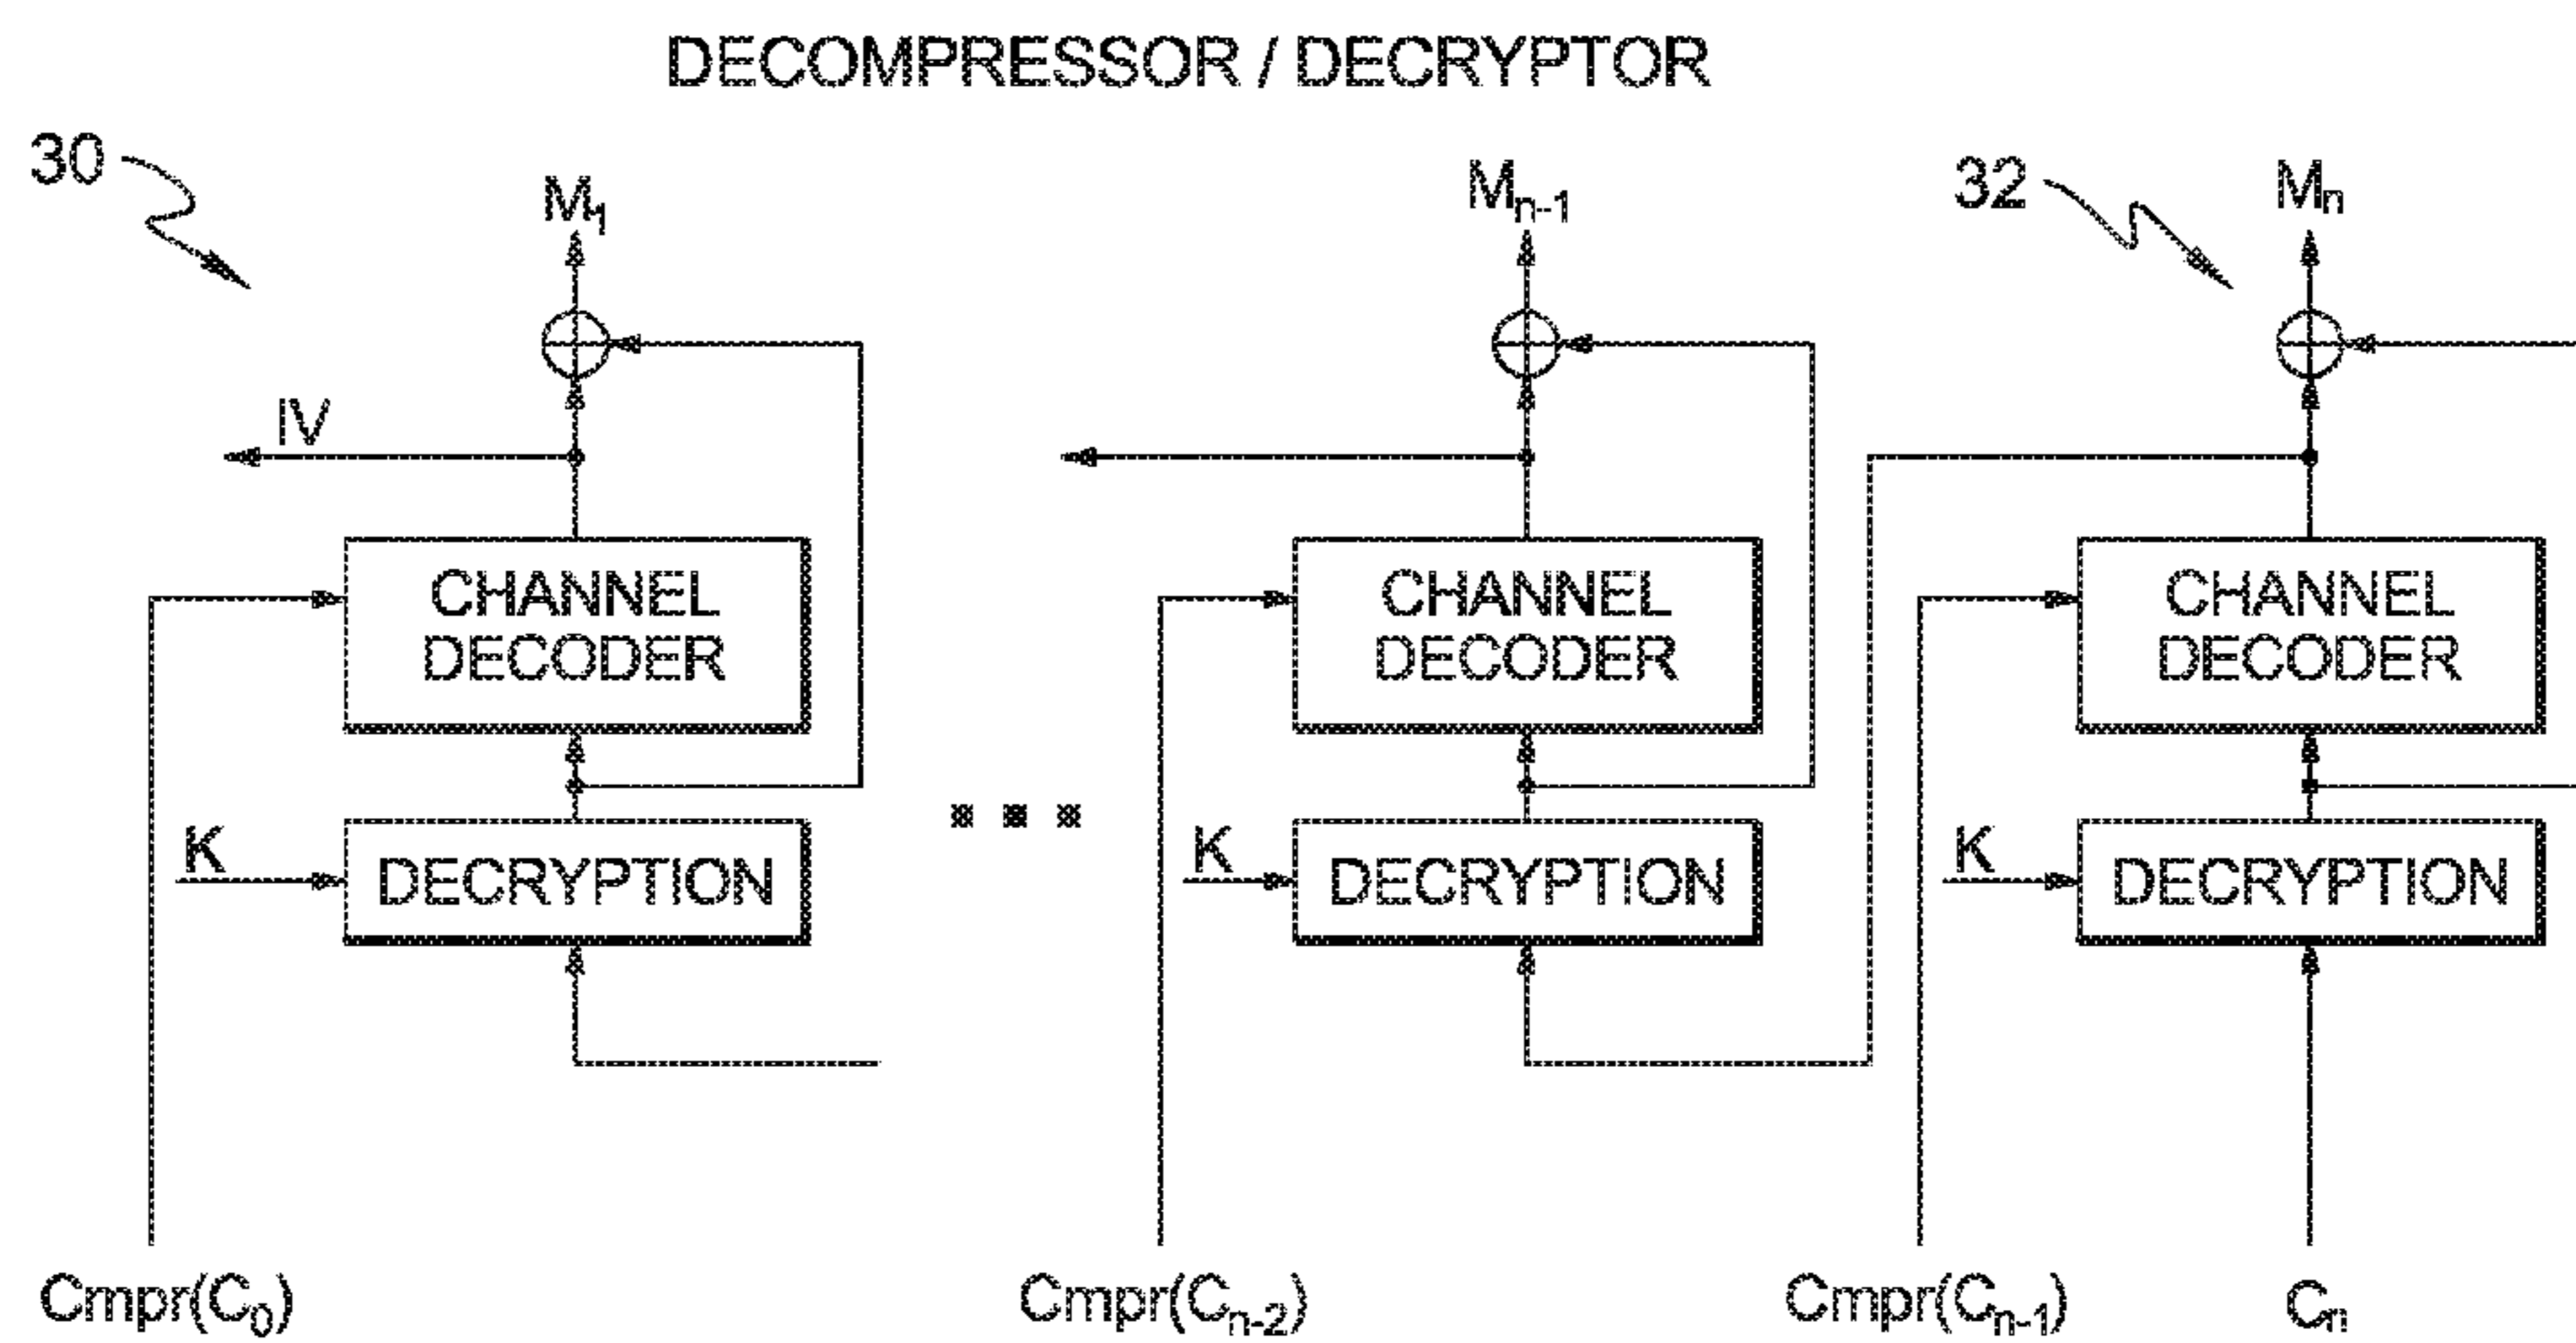 DECOMPRESSOR / DECRYPTOR
30
M₁
Mₙ₋₁
32
Mₙ
IV
CHANNEL
DECODER
CHANNEL
DECODER
CHANNEL
DECODER
K
DECRYPTION
K
DECRYPTION
K
DECRYPTION
Cmpr(C₀)
Cmpr(Cₙ₋₂)
Cmpr(Cₙ₋₁)
Cₙ